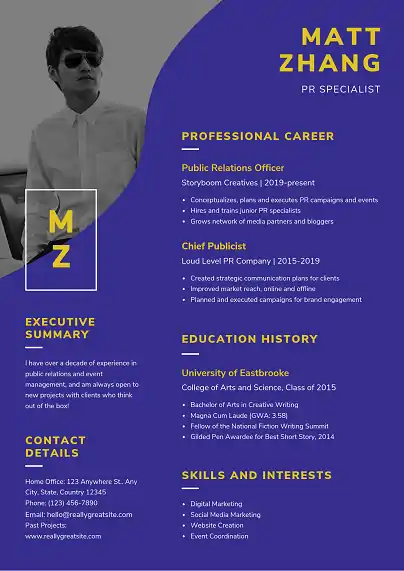 MATT
ZHANG
PR SPECIALIST
M
Z
EXECUTIVE
SUMMARY
I have over a decade of experience in
public relations and event
management, and am always open to
new projects with clients who think
out of the box!
CONTACT
DETAILS
Home Office: 123 Anywhere St., Any
City, State, Country 12345
Phone: (123) 456-7890
Email: hello@reallygreatsite.com
Past Projects:
www.reallygreatsite.com
PROFESSIONAL CAREER
Public Relations Officer
Storyboom Creatives | 2019-present
• Conceptualizes, plans and executes PR campaigns and events
• Hires and trains junior PR specialists
• Grows network of media partners and bloggers
Chief Publicist
Loud Level PR Company | 2015-2019
• Created strategic communication plans for clients
• Improved market reach, online and offline
• Planned and executed campaigns for brand engagement
EDUCATION HISTORY
University of Eastbrooke
College of Arts and Science, Class of 2015
• Bachelor of Arts in Creative Writing
• Magna Cum Laude (GWA: 3.58)
• Fellow of the National Fiction Writing Summit
• Gilded Pen Awardee for Best Short Story, 2014
SKILLS AND INTERESTS
• Digital Marketing
• Social Media Marketing
• Website Creation
• Event Coordination